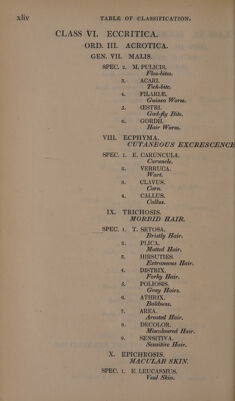 xliv TABLE OF CLASSIFICATION.
CLASS VI. ECCRITICA.
ORD. III. ACROTICA.
GEN. VII. MALIS.
SPEC. 2. M. PULICIS.
Flea-bites.
3. ACARI.
Tick-bite.
4. FILARIÆ.
Guinea Worm.
5. ŒSTRI.
Gad-fly Bite.
6. GORDII.
Hair Worm.
VIII. ECPHYMA.
CUTANEOUS EXCRESCENCE
SPEC. 1. E. CARUNCULA.
Caruncle.
2. VERRUCA.
Wart.
3. CLAVUS.
Corn.
4. CALLUS.
Callus.
IX. TRICHOSIS.
MORBID HAIR.
SPEC. 1. T. SETOSA.
Bristly Hair.
2. PLICA.
Matted Hair.
3. HIRSUTIES.
Extraneous Hair.
4. DISTRIX.
Forky Hair.
5. POLIOSIS.
Gray Hairs.
6. ATHRIX.
Baldness.
7. AREA.
Areated Hair.
8. DECOLOR.
Miscoloured Hair.
9. SENSITIVA.
Sensitive Hair.
X. EPICHROSIS.
MACULAR SKIN.
SPEC. 1. E. LEUCASMUS.
Veal Skin.